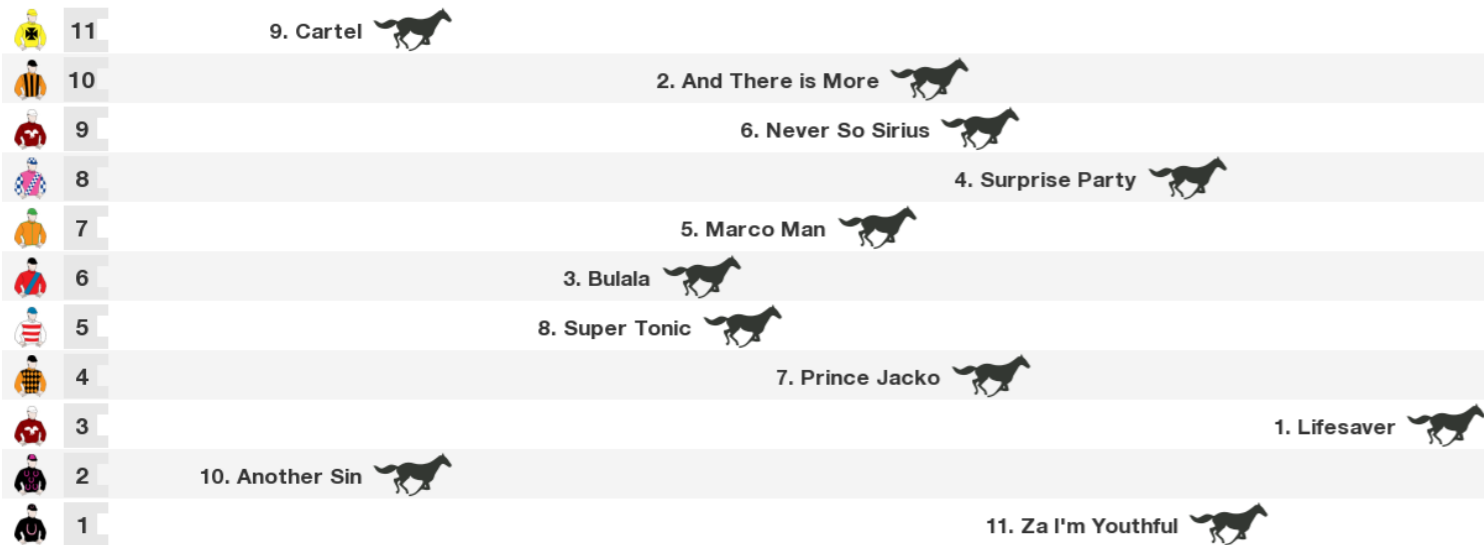 11 9. Cartel
10 2. And There is More
9 6. Never So Sirius
8 4. Surprise Party
7 5. Marco Man
6 3. Bulala
5 8. Super Tonic
4 7. Prince Jacko
3 1. Lifesaver
2 10. Another Sin
1 11. Za I'm Youthful